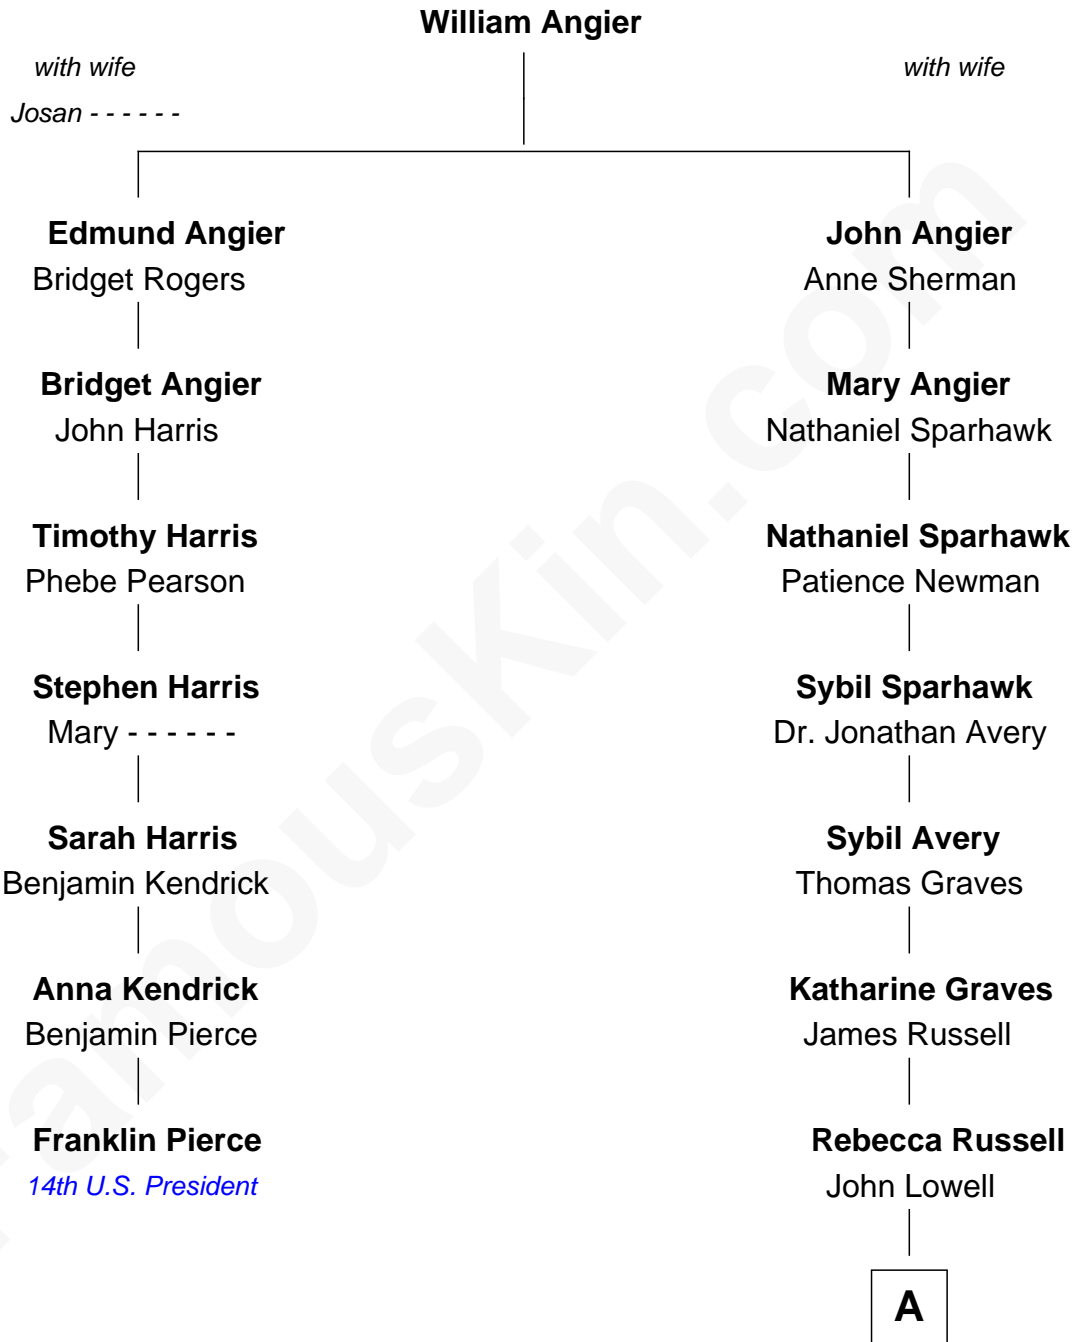 William Angier
with wife
with wife
Josan - - - - - -
Edmund Angier
John Angier
Bridget Rogers
Anne Sherman
Bridget Angier
Mary Angier
John Harris
Nathaniel Sparhawk
Timothy Harris
Nathaniel Sparhawk
Phebe Pearson
Patience Newman
Stephen Harris
Sybil Sparhawk
Mary - - - - - -
Dr. Jonathan Avery
Sarah Harris
Sybil Avery
Benjamin Kendrick
Thomas Graves
Anna Kendrick
Katharine Graves
Benjamin Pierce
James Russell
Franklin Pierce
Rebecca Russell
14th U.S. President
John Lowell
A
FamousKin.com